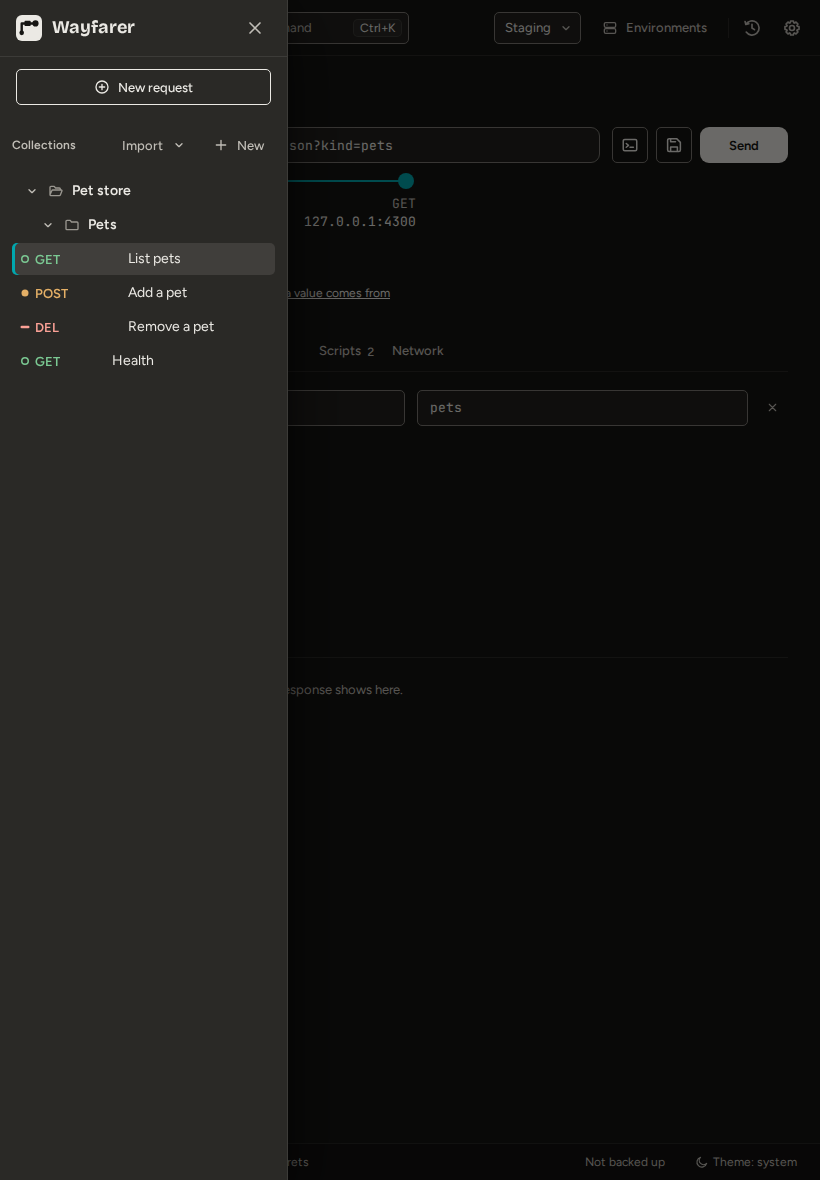 Wayfarer
Ctrl+K
Staging
Environments
New request
Collections
Import
New
son?kind=pets
Send
Pet store
Pets
GET
127.0.0.1:4300
GET List pets
POST Add a pet
a value comes from
DEL Remove a pet
GET Health
Scripts 2
Network
pets
esponse shows here.
Not backed up
Theme: system